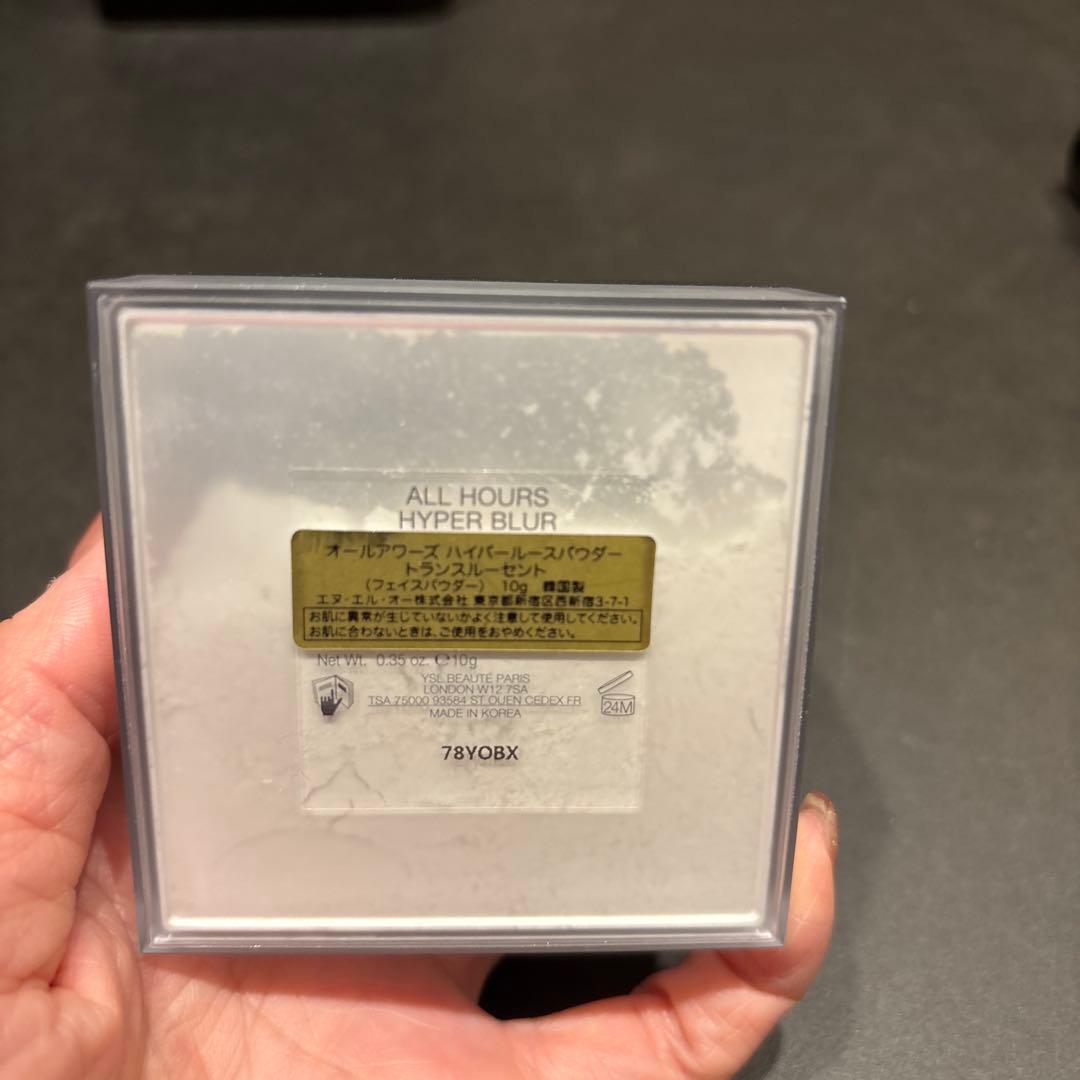 ALL HOURS
HYPER BLUR
オールアワーズ ハイパールースパウダー
トランスルーセント
(フェイスパウダー) 10g 韓国製
エヌ・エル・オー株式会社 東京都新宿区西新宿3-7-1
お肌に異常が生じていないかよく注意して使用してください。
お肌に合わないときは、ご使用をおやめください。
Net Wt. 0.35 oz. ℮10g
YSL BEAUTÉ PARIS
LONDON W12 7SA
TSA 75000 93584 ST OUEN CEDEX FR
MADE IN KOREA
24M
78YOBX